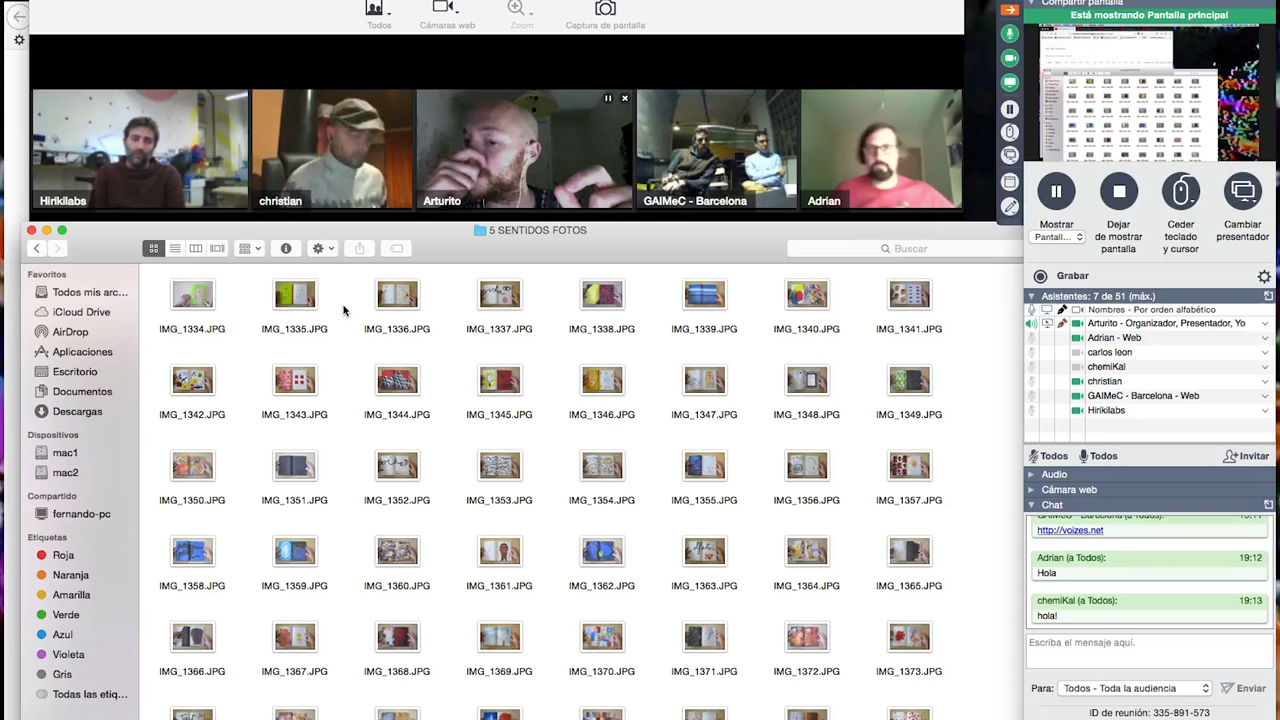 Todos
Cámaras web
Zoom
Captura de pantalla
Compartir pantalla
Está mostrando Pantalla principal
Hirikilabs
christian
Arturito
GAIMeC - Barcelona
Adrian
Mostrar
Pantall...
Dejar
de mostrar
pantalla
Ceder
teclado
y cursor
Cambiar
presentador
5 SENTIDOS FOTOS
Buscar
Favoritos
Todos mis arc...
iCloud Drive
AirDrop
Aplicaciones
Escritorio
Documentos
Descargas
Dispositivos
mac1
mac2
Compartido
fernando-pc
Etiquetas
Roja
Naranja
Amarilla
Verde
Azul
Violeta
Gris
Todas las etiq...
IMG_1334.JPG IMG_1335.JPG IMG_1336.JPG IMG_1337.JPG IMG_1338.JPG IMG_1339.JPG IMG_1340.JPG IMG_1341.JPG
IMG_1342.JPG IMG_1343.JPG IMG_1344.JPG IMG_1345.JPG IMG_1346.JPG IMG_1347.JPG IMG_1348.JPG IMG_1349.JPG
IMG_1350.JPG IMG_1351.JPG IMG_1352.JPG IMG_1353.JPG IMG_1354.JPG IMG_1355.JPG IMG_1356.JPG IMG_1357.JPG
IMG_1358.JPG IMG_1359.JPG IMG_1360.JPG IMG_1361.JPG IMG_1362.JPG IMG_1363.JPG IMG_1364.JPG IMG_1365.JPG
IMG_1366.JPG IMG_1367.JPG IMG_1368.JPG IMG_1369.JPG IMG_1370.JPG IMG_1371.JPG IMG_1372.JPG IMG_1373.JPG
Grabar
Asistentes: 7 de 51 (máx.)
Nombres - Por orden alfabético
Arturito - Organizador, Presentador, Yo
Adrian - Web
carlos leon
chemiKal
christian
GAIMeC - Barcelona - Web
Hirikilabs
Todos Todos Invitar
Audio
Cámara web
Chat
GAIMeC - Barcelona (a Todos): 19:11
http://voizes.net
Adrian (a Todos): 19:12
Hola
chemiKal (a Todos): 19:13
hola!
Escriba el mensaje aquí.
Para: Todos - Toda la audiencia Enviar
ID de reunión: 335-891-573